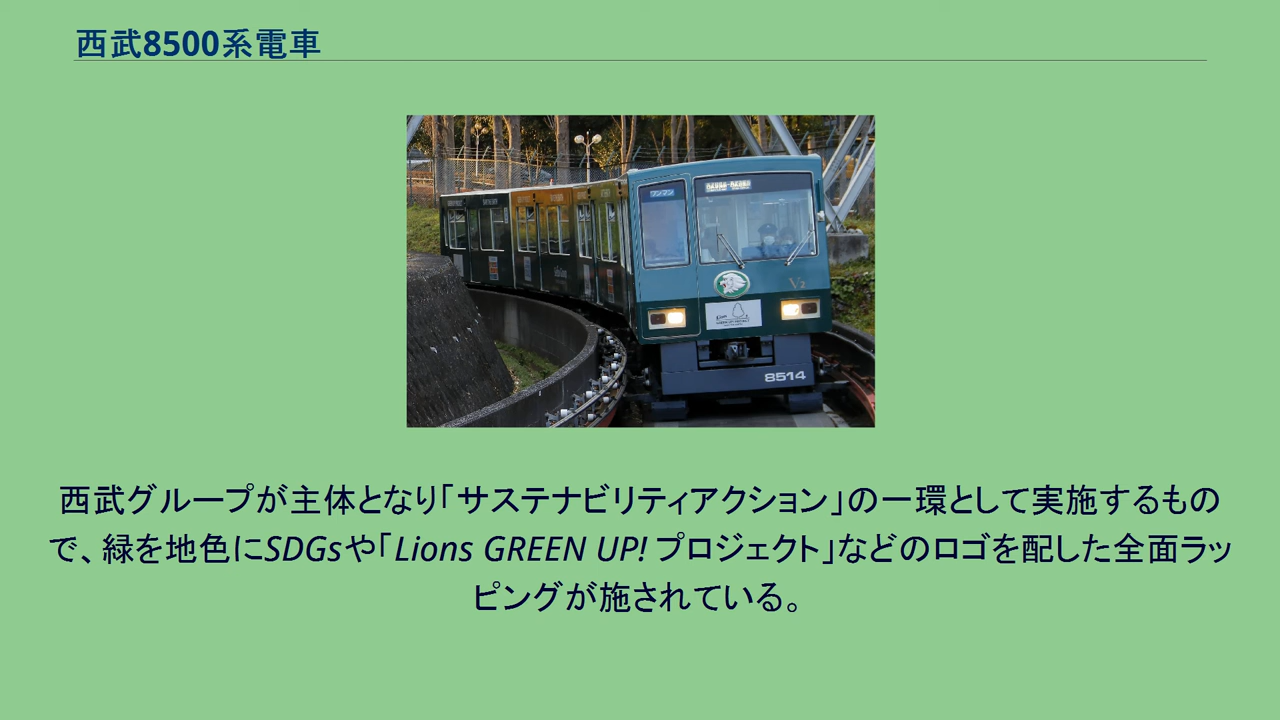 西武8500系電車
ワンマン
V2
8514
西武グループが主体となり「サステナビリティアクション」の一環として実施するもの
で、緑を地色にSDGsや「Lions GREEN UP! プロジェクト」などのロゴを配した全面ラッ
ピングが施されている。